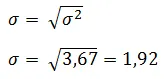 σ = √σ²
σ = √3,67 = 1,92